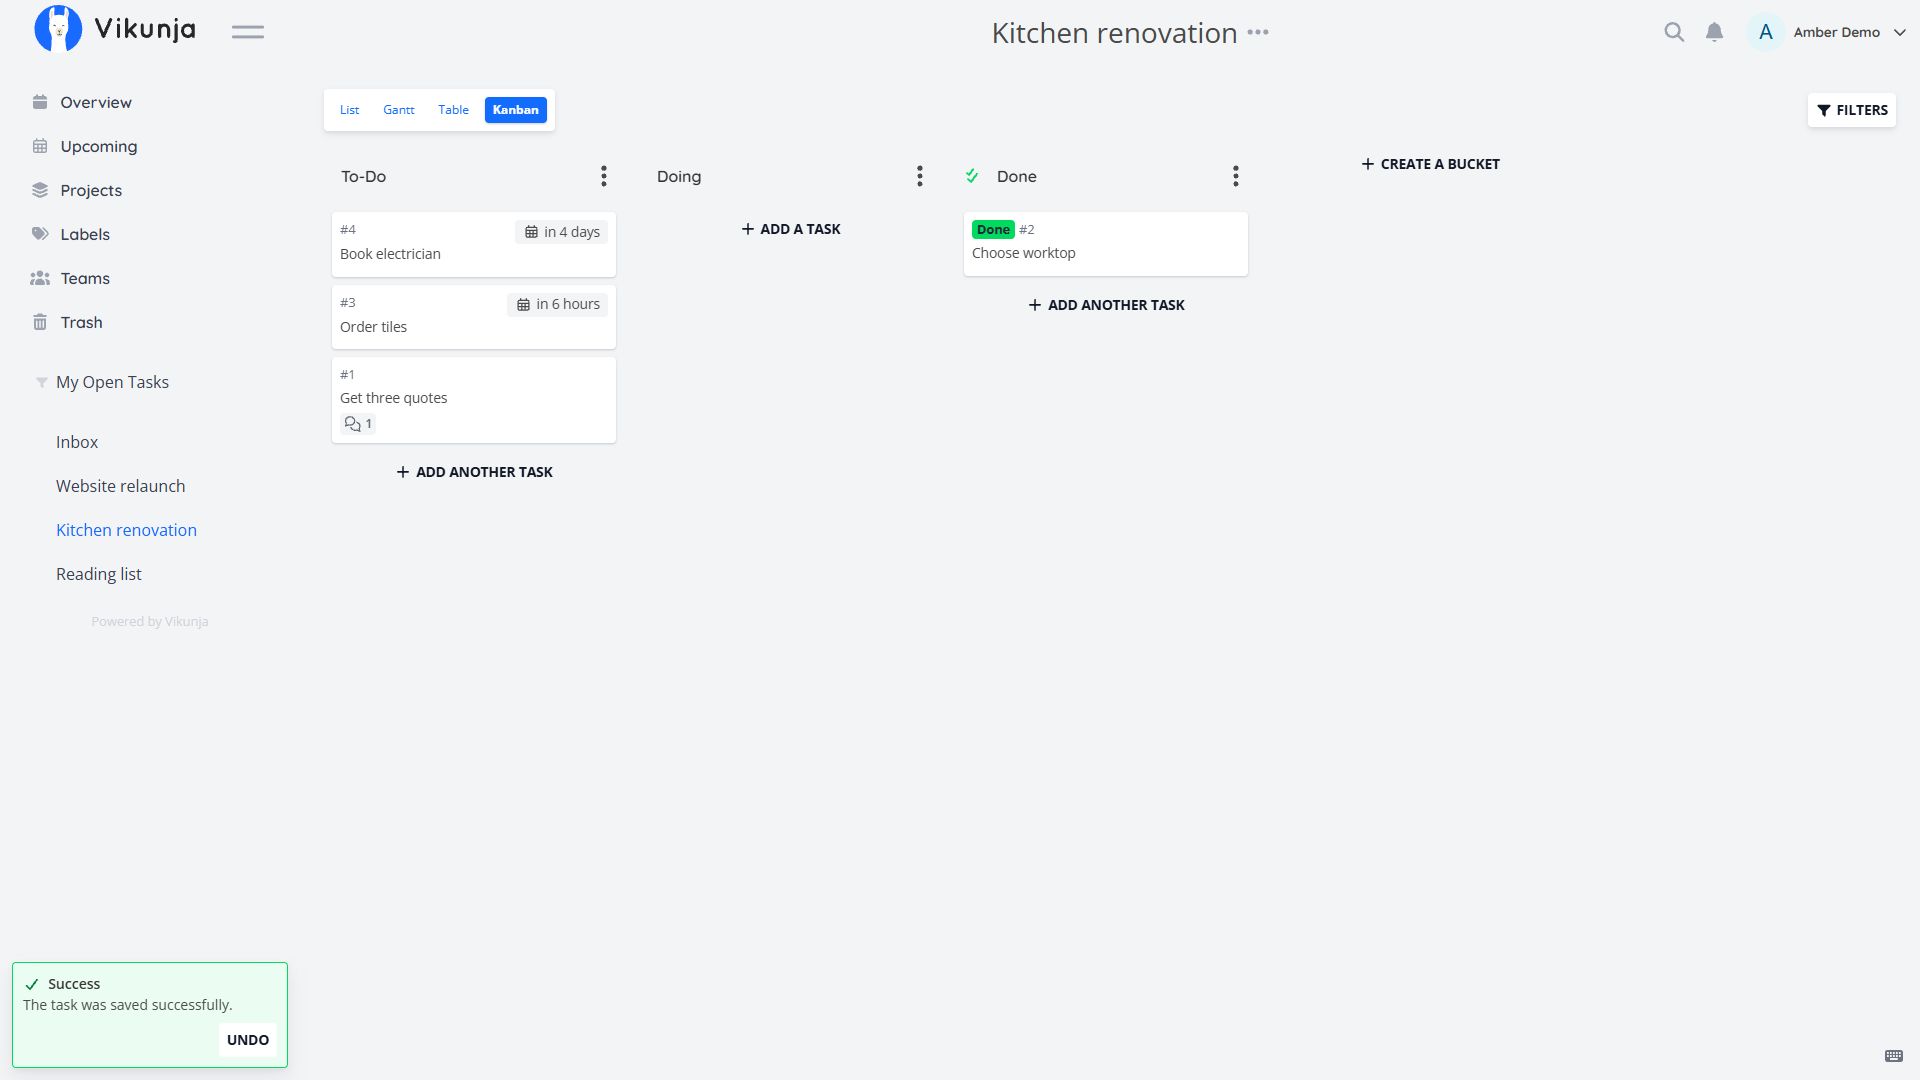 Vikunja
Kitchen renovation
A
Amber Demo
Overview
Upcoming
Projects
Labels
Teams
Trash
My Open Tasks
Inbox
Website relaunch
Kitchen renovation
Reading list
Powered by Vikunja
List
Gantt
Table
Kanban
FILTERS
To-Do
#4
in 4 days
Book electrician
#3
in 6 hours
Order tiles
#1
Get three quotes
1
ADD ANOTHER TASK
Doing
ADD A TASK
Done
Done #2
Choose worktop
ADD ANOTHER TASK
CREATE A BUCKET
Success
The task was saved successfully.
UNDO